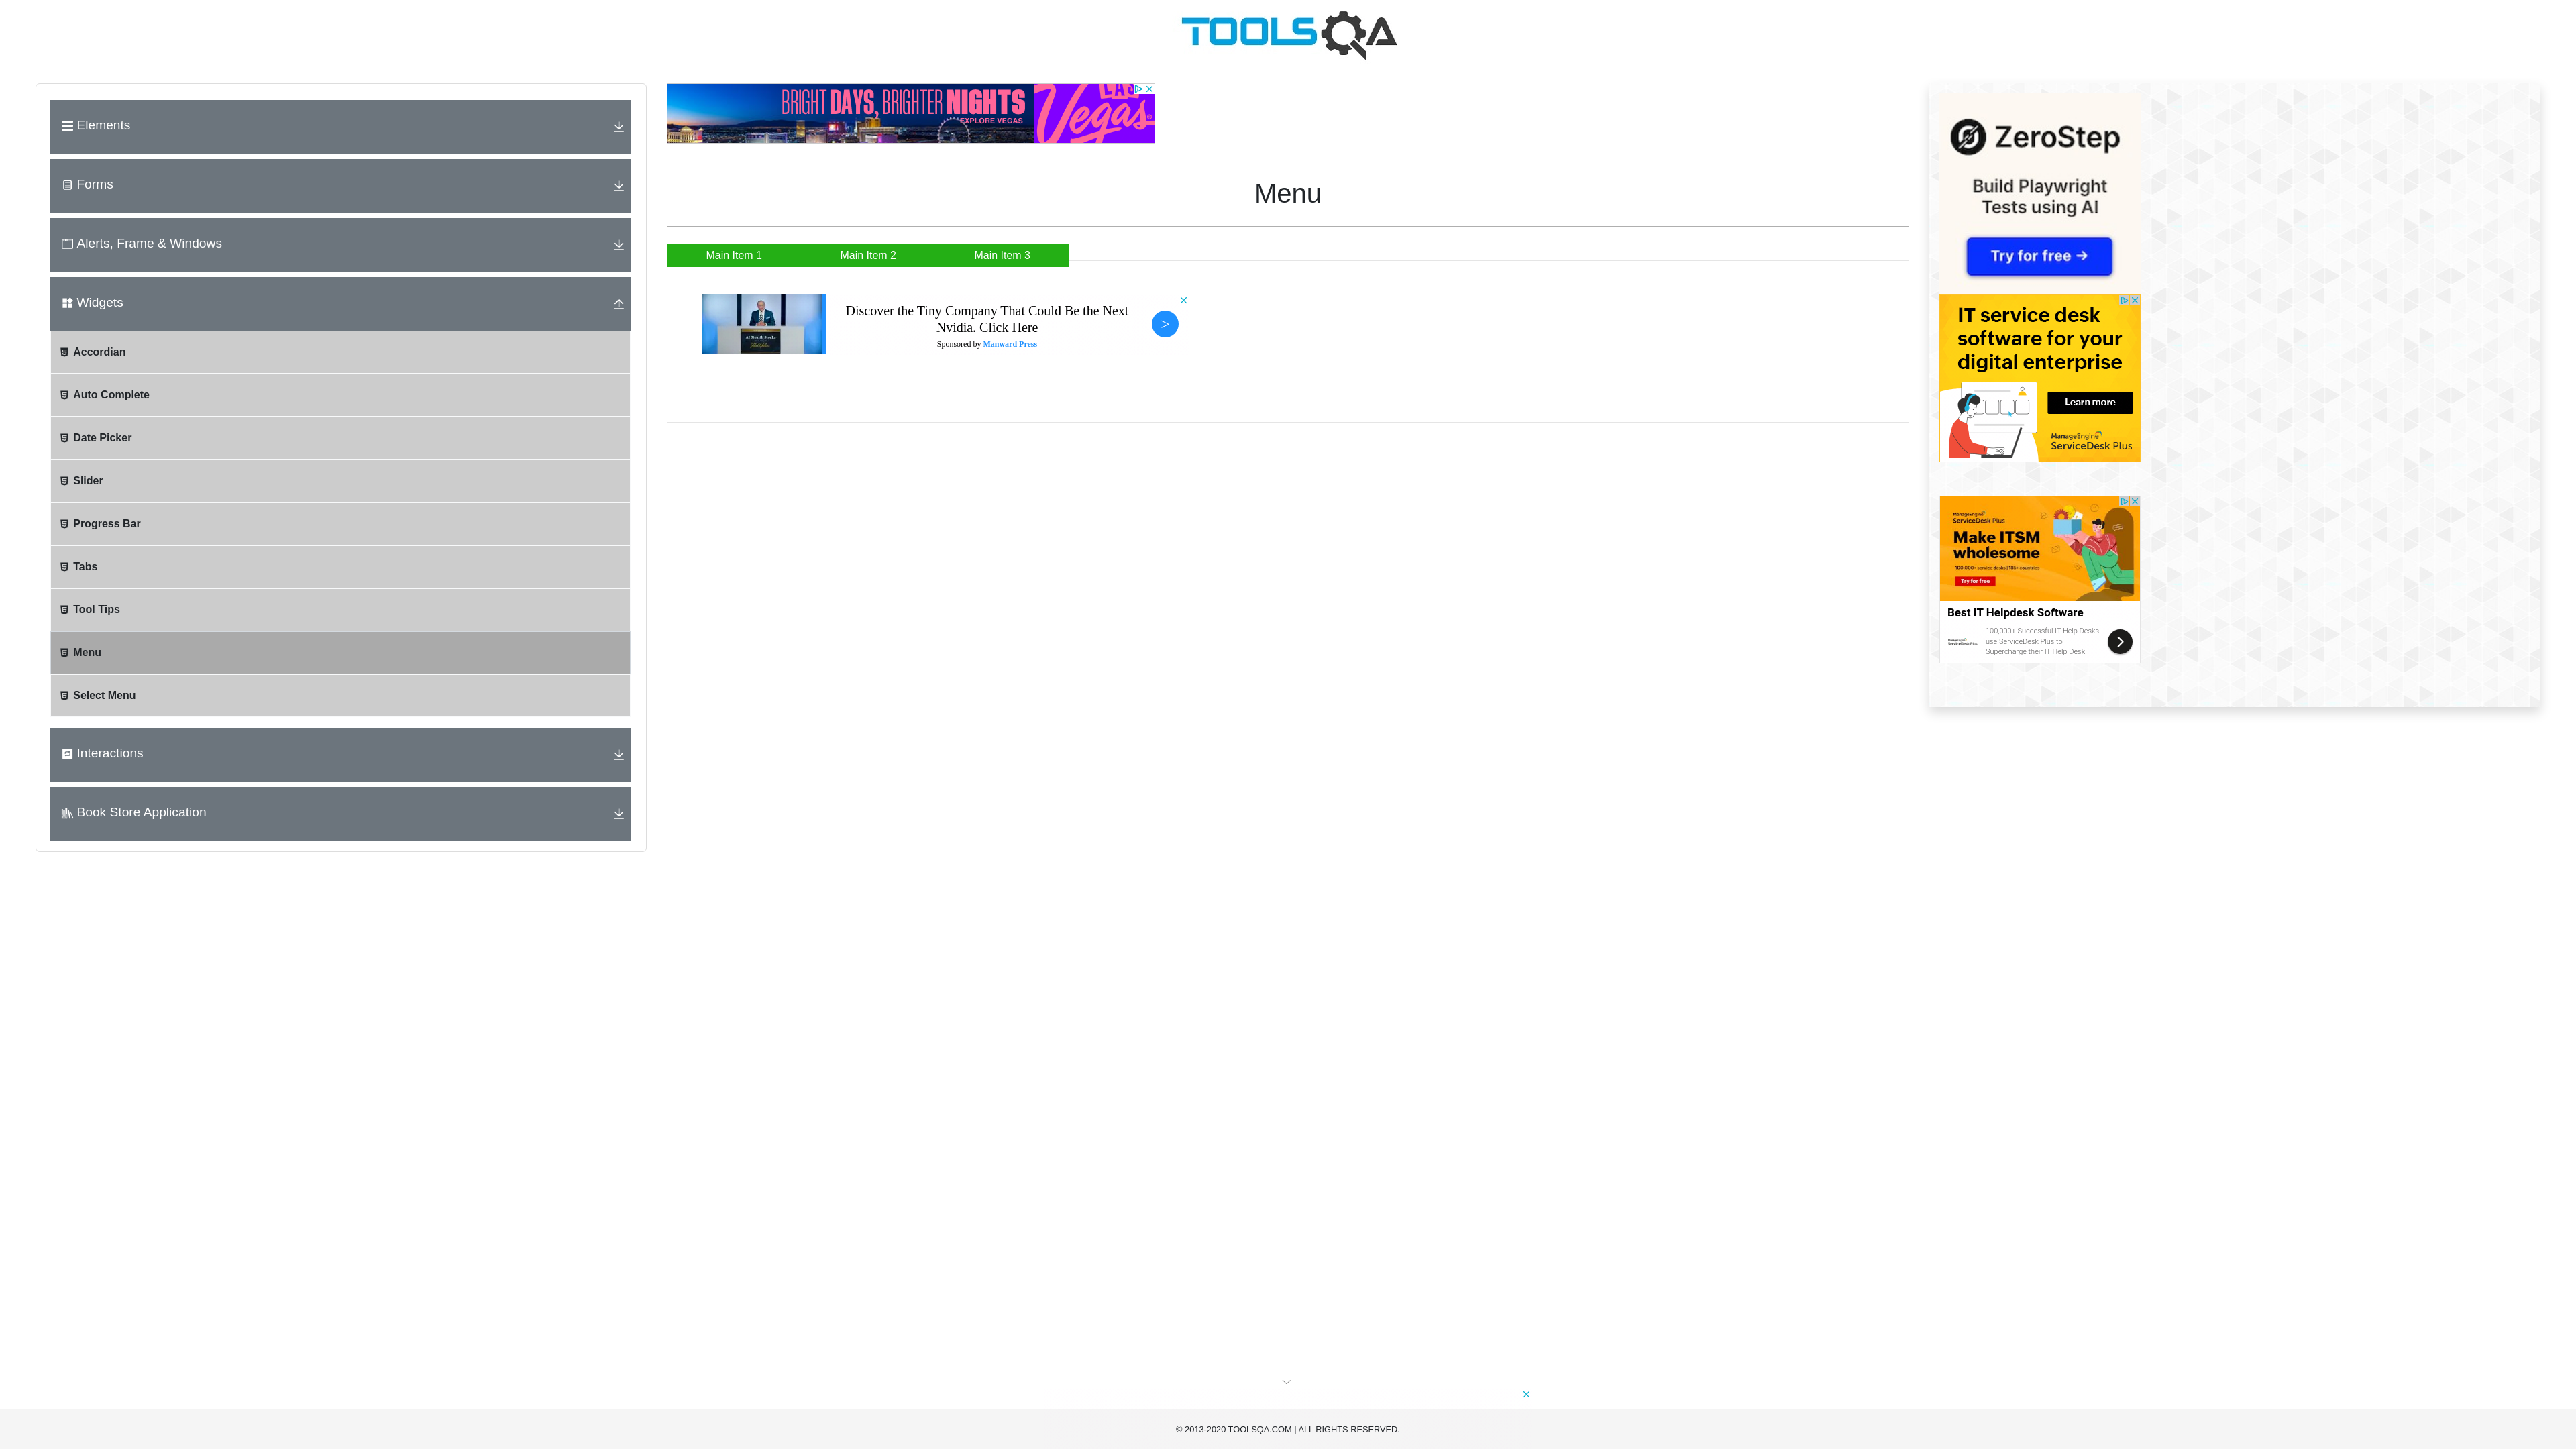 TOOLSQA
Elements
Forms
Alerts, Frame & Windows
Widgets
Accordian
Auto Complete
Date Picker
Slider
Progress Bar
Tabs
Tool Tips
Menu
Select Menu
Interactions
Book Store Application
BRIGHT DAYS, BRIGHTER NIGHTS
EXPLORE VEGAS
Vegas
Menu
Main Item 1
Main Item 2
Main Item 3
Discover the Tiny Company That Could Be the Next
Nvidia. Click Here
Sponsored by Manward Press
>
ZeroStep
Build Playwright
Tests using AI
Try for free →
IT service desk
software for your
digital enterprise
Learn more
ManageEngine
ServiceDesk Plus
ManageEngine
ServiceDesk Plus
Make ITSM
wholesome
Try for free
Best IT Helpdesk Software
100,000+ Successful IT Help Desks
use ServiceDesk Plus to
Supercharge their IT Help Desk
© 2013-2020 TOOLSQA.COM | ALL RIGHTS RESERVED.